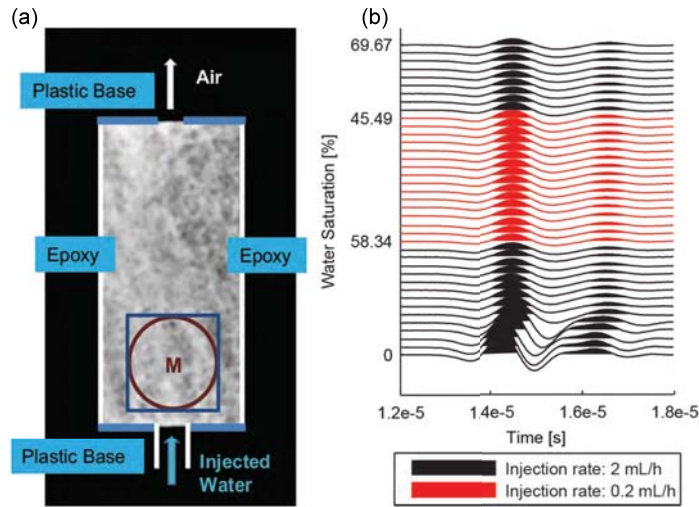 (a)
Plastic Base
Air
Epoxy
Epoxy
M
Plastic Base
Injected
Water
(b)
69.67
45.49
58.34
0
Water Saturation [%]
1.2e-5
1.4e-5
1.6e-5
1.8e-5
Time [s]
Injection rate: 2 mL/h
Injection rate: 0.2 mL/h